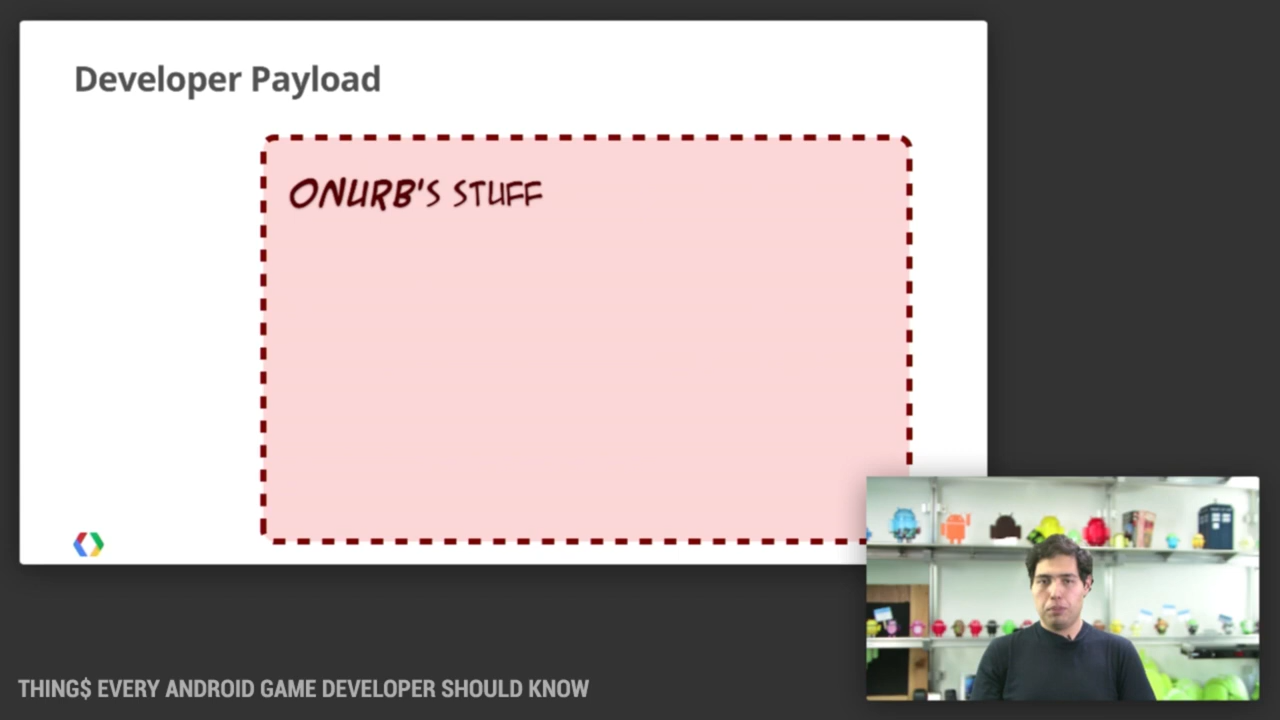 Developer Payload
ONURB'S STUFF
THING$ EVERY ANDROID GAME DEVELOPER SHOULD KNOW